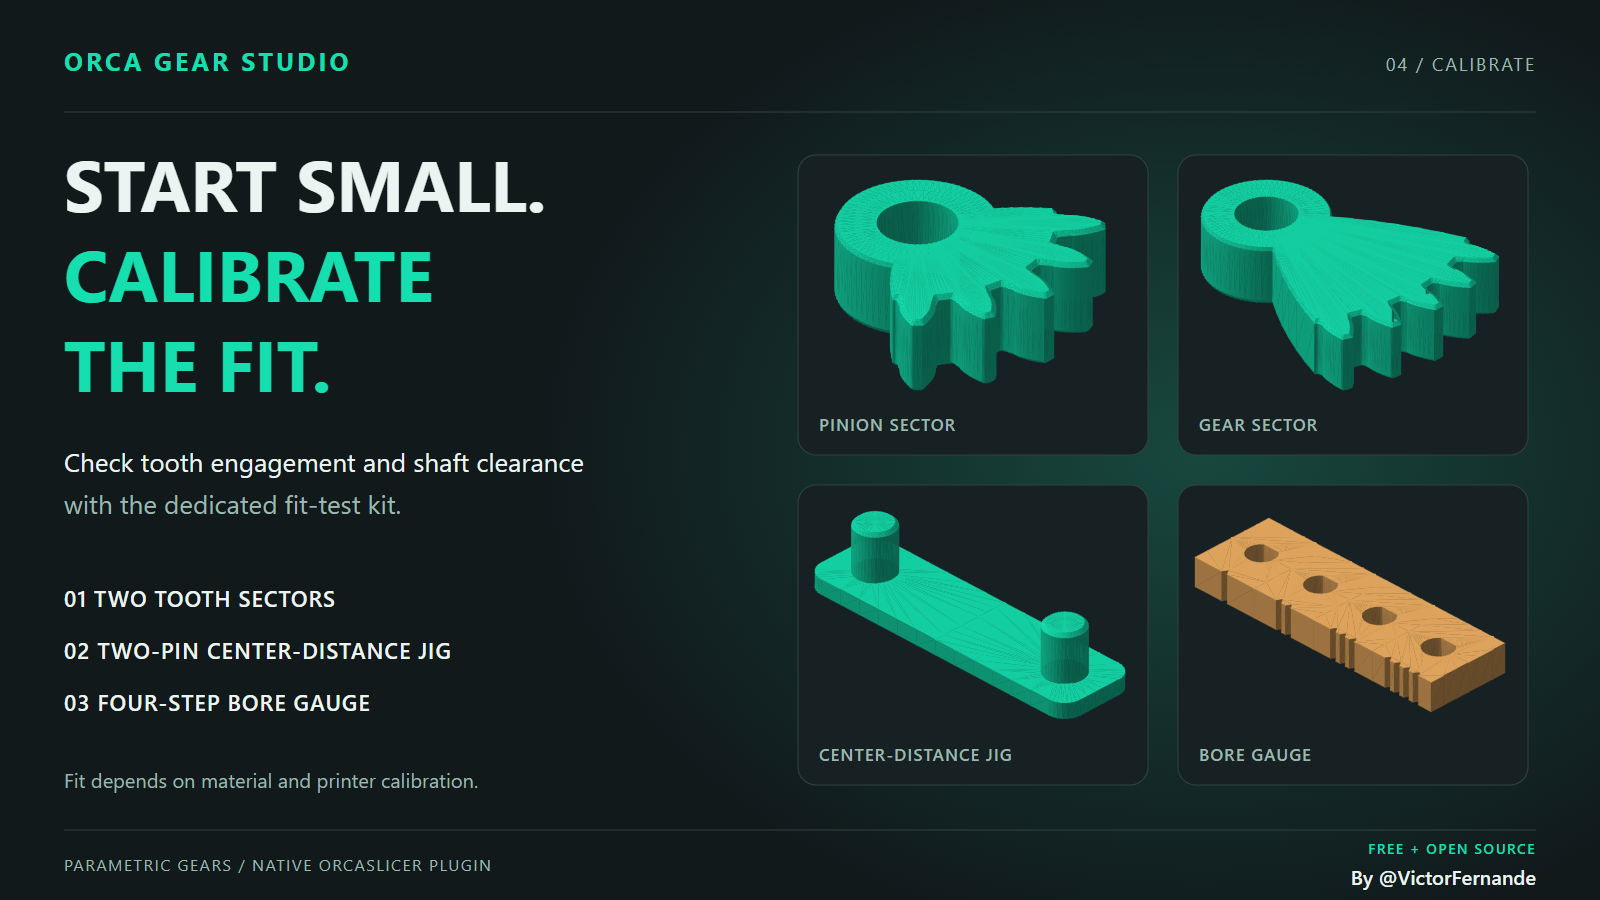 ORCA GEAR STUDIO
04 / CALIBRATE
START SMALL.
CALIBRATE
THE FIT.
Check tooth engagement and shaft clearance
with the dedicated fit-test kit.
01 TWO TOOTH SECTORS
02 TWO-PIN CENTER-DISTANCE JIG
03 FOUR-STEP BORE GAUGE
Fit depends on material and printer calibration.
PINION SECTOR
GEAR SECTOR
CENTER-DISTANCE JIG
BORE GAUGE
PARAMETRIC GEARS / NATIVE ORCASLICER PLUGIN
FREE + OPEN SOURCE
By @VictorFernande